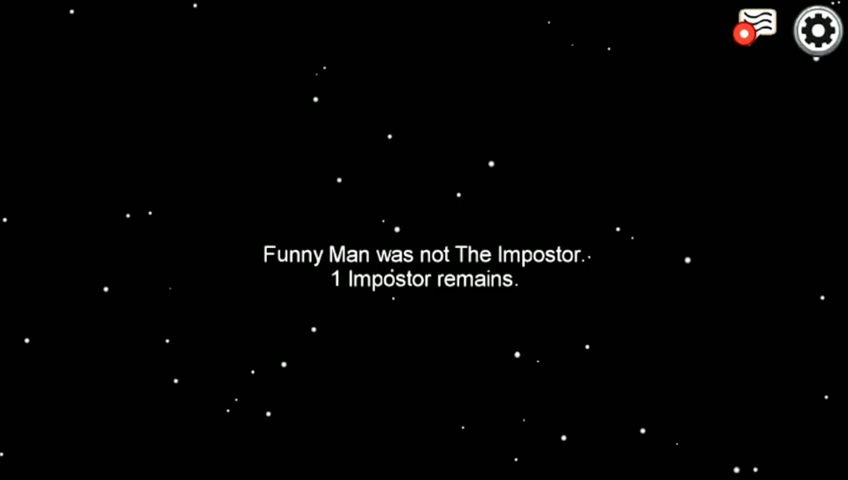 Funny Man was not The Impostor.
1 Impostor remains.